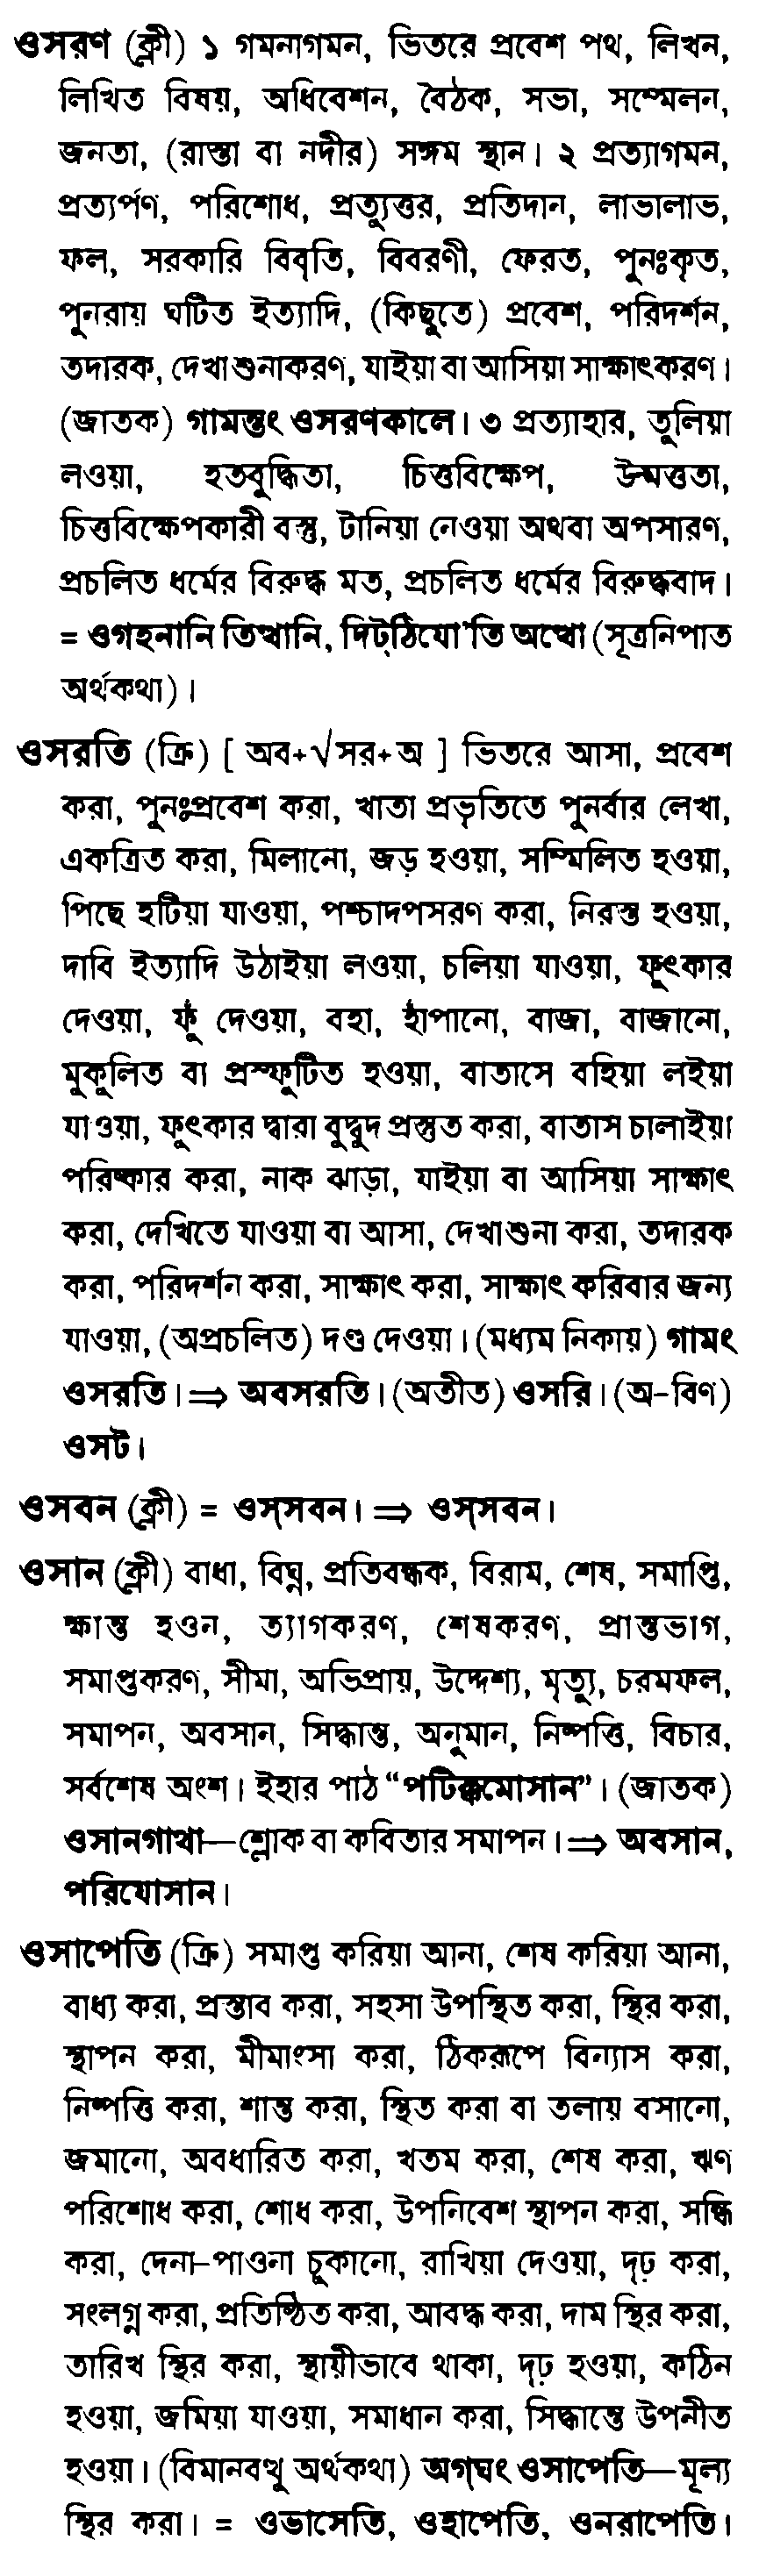 ওসরণ (ক্লী) ১ গমনাগমন, ভিতরে প্রবেশ পথ, লিখন,
লিখিত বিষয়, অধিবেশন, বৈঠক, সভা, সম্মেলন,
জনতা, (রাস্তা বা নদীর) সঙ্গম স্থান। ২ প্রত্যাগমন,
প্রত্যর্পণ, পরিশোধ, প্রত্যুত্তর, প্রতিদান, লাভালাভ,
ফল, সরকারি বিবৃতি, বিবরণী, ফেরত, পুনঃকৃত,
পুনরায় ঘটিত ইত্যাদি, (কিছুতে) প্রবেশ, পরিদর্শন,
তদারক, দেখাশুনাকরণ, যাইয়া বা আসিয়া সাক্ষাৎকরণ।
(জাতক) গামন্তং ওসরণকালে। ৩ প্রত্যাহার, তুলিয়া
লওয়া, হতবুদ্ধিতা, চিত্তবিক্ষেপ, উন্মত্ততা,
চিত্তবিক্ষেপকারী বস্তু, টানিয়া নেওয়া অথবা অপসারণ,
প্রচলিত ধর্মের বিরুদ্ধ মত, প্রচলিত ধর্মের বিরুদ্ধবাদ।
= ওগহনানি তিত্থানি, দিট্‌ঠিযো'তি অত্থো (সূত্রনিপাত
অর্থকথা)।
ওসরতি (ক্রি) [ অব+√সর+অ ] ভিতরে আসা, প্রবেশ
করা, পুনঃপ্রবেশ করা, খাতা প্রভৃতিতে পুনর্বার লেখা,
একত্রিত করা, মিলানো, জড় হওয়া, সম্মিলিত হওয়া,
পিছে হটিয়া যাওয়া, পশ্চাদপসরণ করা, নিরস্ত হওয়া,
দাবি ইত্যাদি উঠাইয়া লওয়া, চলিয়া যাওয়া, ফুৎকার
দেওয়া, ফুঁ দেওয়া, বহা, হাঁপানো, বাজা, বাজানো,
মুকুলিত বা প্রস্ফুটিত হওয়া, বাতাসে বহিয়া লইয়া
যাওয়া, ফুৎকার দ্বারা বুদ্বুদ প্রস্তুত করা, বাতাস চালাইয়া
পরিষ্কার করা, নাক ঝাড়া, যাইয়া বা আসিয়া সাক্ষাৎ
করা, দেখিতে যাওয়া বা আসা, দেখাশুনা করা, তদারক
করা, পরিদর্শন করা, সাক্ষাৎ করা, সাক্ষাৎ করিবার জন্য
যাওয়া, (অপ্রচলিত) দণ্ড দেওয়া। (মধ্যম নিকায়) গামং
ওসরতি। ⇒ অবসরতি। (অতীত) ওসরি। (অ-বিণ)
ওসট।
ওসবন (ক্লী) = ওস্‌সবন। ⇒ ওস্‌সবন।
ওসান (ক্লী) বাধা, বিঘ্ন, প্রতিবন্ধক, বিরাম, শেষ, সমাপ্তি,
ক্ষান্ত হওন, ত্যাগকরণ, শেষকরণ, প্রান্তভাগ,
সমাপ্তকরণ, সীমা, অভিপ্রায়, উদ্দেশ্য, মৃত্যু, চরমফল,
সমাপন, অবসান, সিদ্ধান্ত, অনুমান, নিষ্পত্তি, বিচার,
সর্বশেষ অংশ। ইহার পাঠ “পটিক্কমোসান”। (জাতক)
ওসানগাথা—শ্লোক বা কবিতার সমাপন। ⇒ অবসান,
পরিযোসান।
ওসাপেতি (ক্রি) সমাপ্ত করিয়া আনা, শেষ করিয়া আনা,
বাধ্য করা, প্রস্তাব করা, সহসা উপস্থিত করা, স্থির করা,
স্থাপন করা, মীমাংসা করা, ঠিকরূপে বিন্যাস করা,
নিষ্পত্তি করা, শান্ত করা, স্থিত করা বা তলায় বসানো,
জমানো, অবধারিত করা, খতম করা, শেষ করা, ঋণ
পরিশোধ করা, শোধ করা, উপনিবেশ স্থাপন করা, সন্ধি
করা, দেনা-পাওনা চুকানো, রাখিয়া দেওয়া, দৃঢ় করা,
সংলগ্ন করা, প্রতিষ্ঠিত করা, আবদ্ধ করা, দাম স্থির করা,
তারিখ স্থির করা, স্থায়ীভাবে থাকা, দৃঢ় হওয়া, কঠিন
হওয়া, জমিয়া যাওয়া, সমাধান করা, সিদ্ধান্তে উপনীত
হওয়া। (বিমানবত্থু অর্থকথা) অগ্‌ঘং ওসাপেতি—মূল্য
স্থির করা। = ওভাসেতি, ওহাপেতি, ওনরাপেতি।